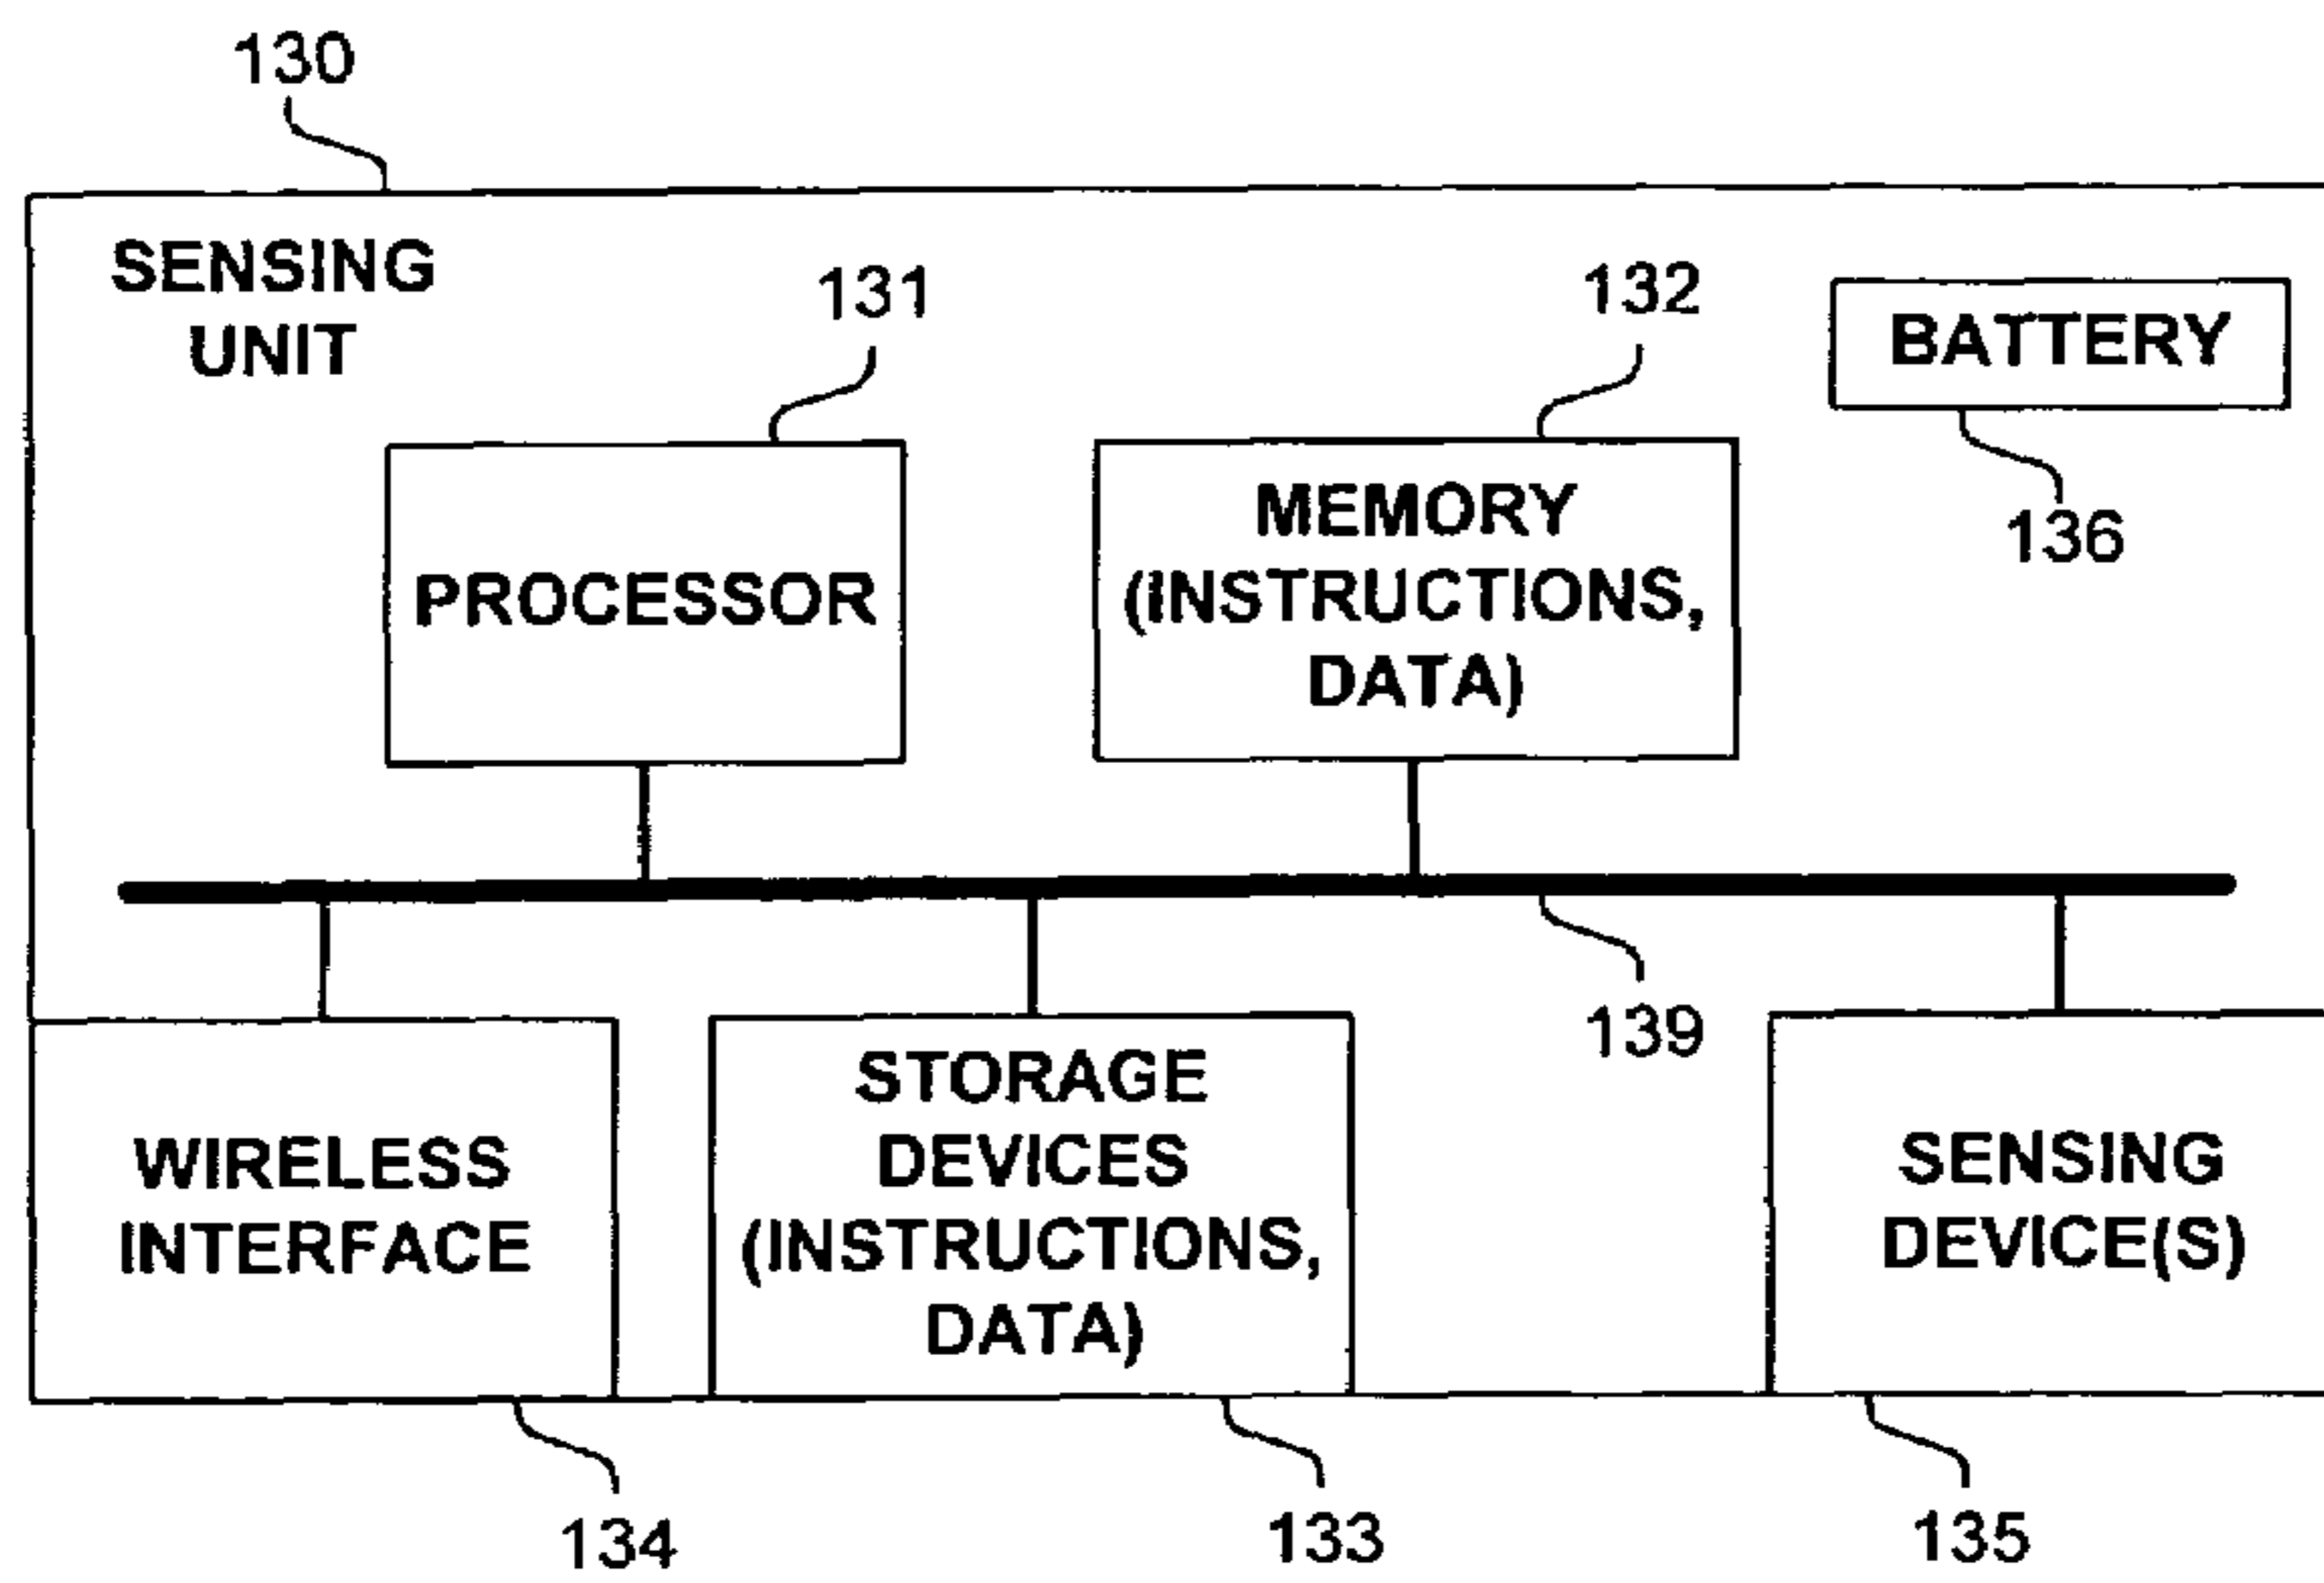 130
SENSING
UNIT
131
132
BATTERY
136
PROCESSOR
MEMORY
(INSTRUCTIONS,
DATA)
139
WIRELESS
INTERFACE
STORAGE
DEVICES
(INSTRUCTIONS,
DATA)
SENSING
DEVICE(S)
134
133
135